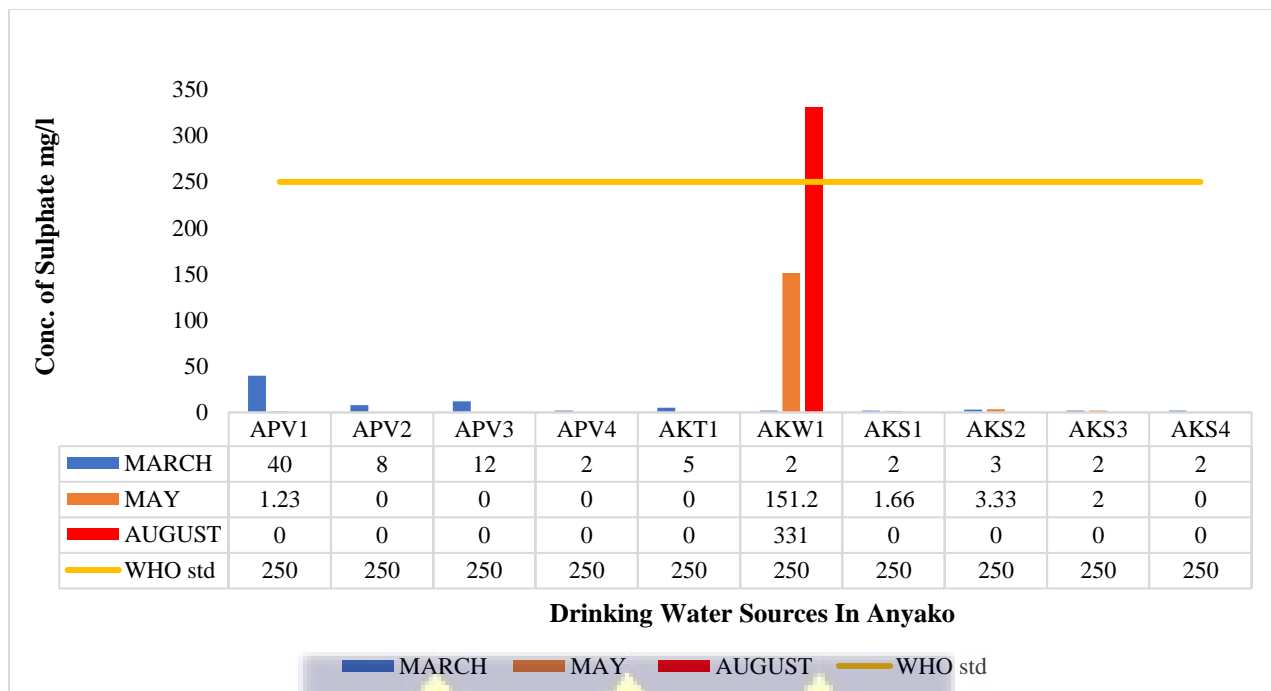 Conc. of Sulphate mg/l
350
300
250
200
150
100
50
0
APV1 APV2 APV3 APV4 AKT1 AKW1 AKS1 AKS2 AKS3 AKS4
MARCH 40 8 12 2 5 2 2 3 2 2
MAY 1.23 0 0 0 0 151.2 1.66 3.33 2 0
AUGUST 0 0 0 0 0 331 0 0 0 0
WHO std 250 250 250 250 250 250 250 250 250 250
Drinking Water Sources In Anyako
MARCH MAY AUGUST WHO std